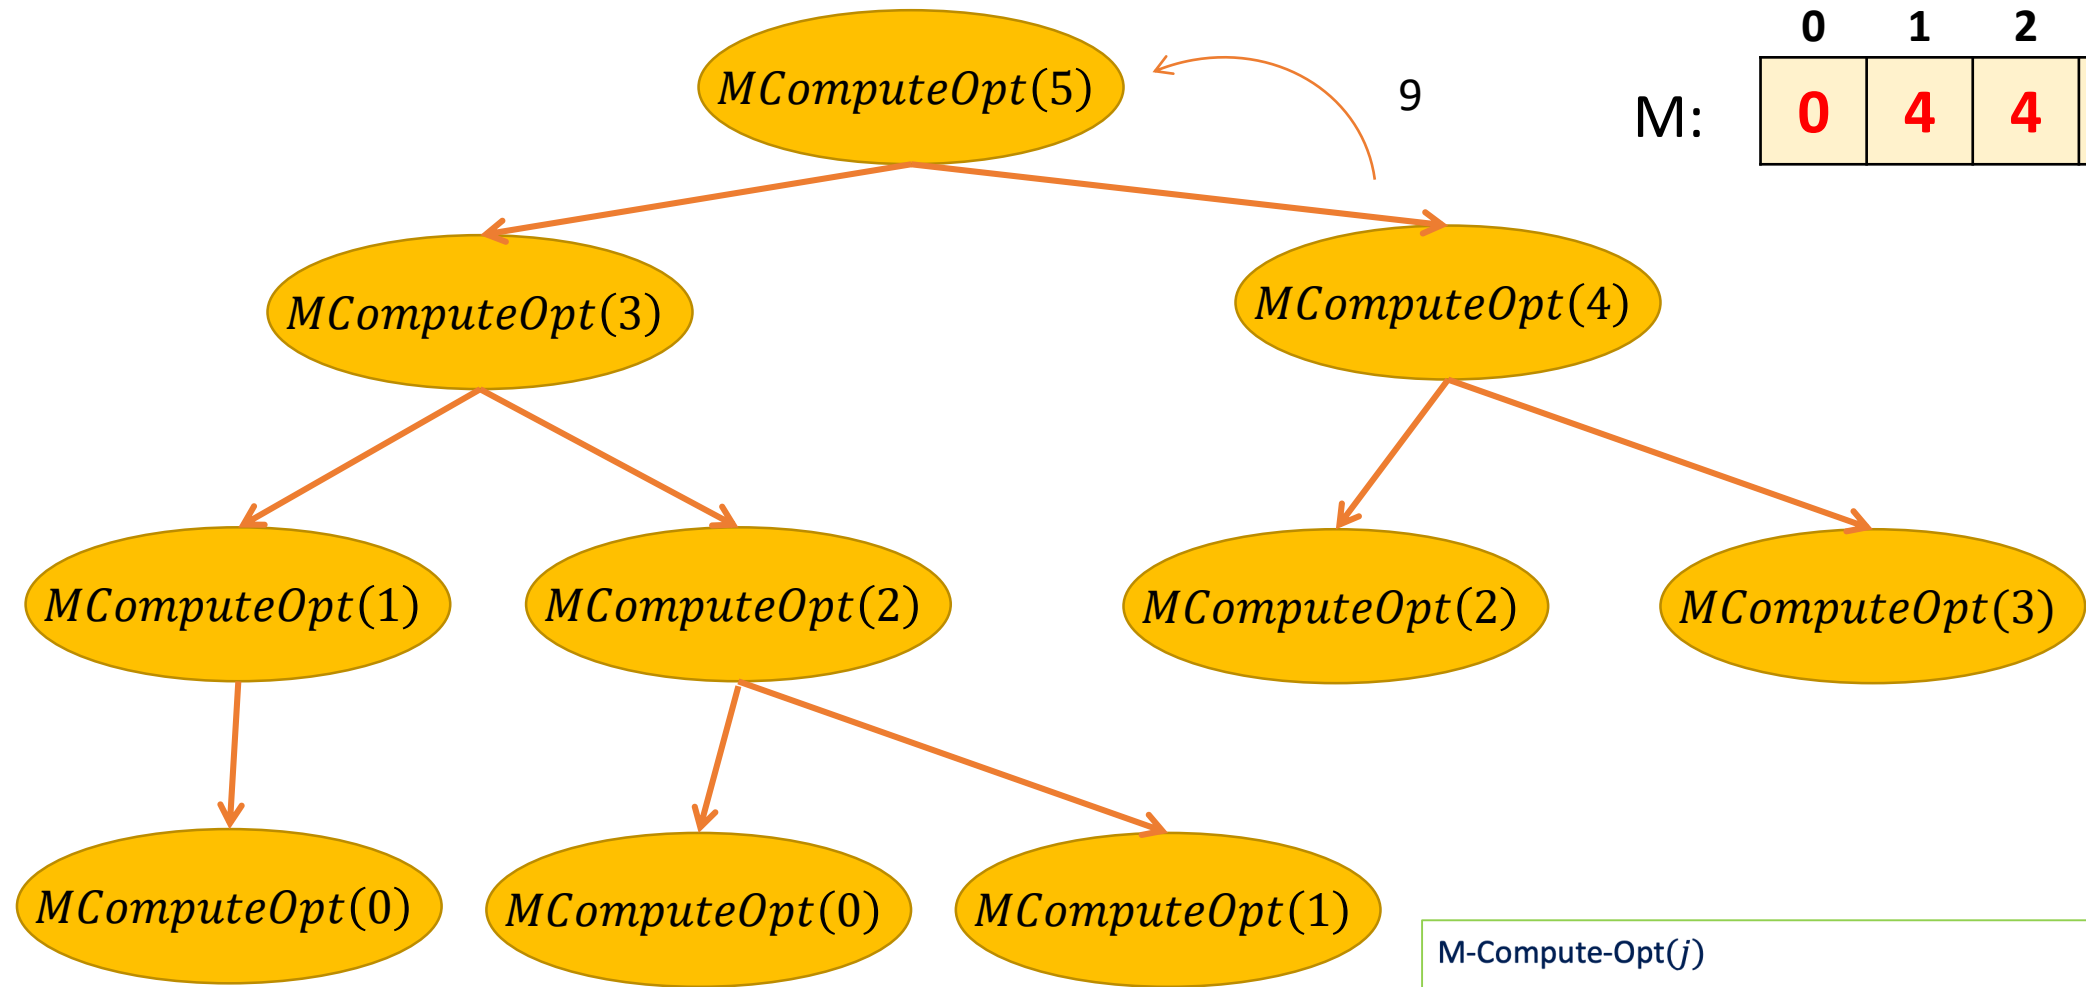 0 1 2
MComputeOpt(5)
9
M: 0 4 4
MComputeOpt(3)
MComputeOpt(4)
MComputeOpt(1)
MComputeOpt(2)
MComputeOpt(2)
MComputeOpt(3)
MComputeOpt(0)
MComputeOpt(0)
MComputeOpt(1)
M-Compute-Opt(j)